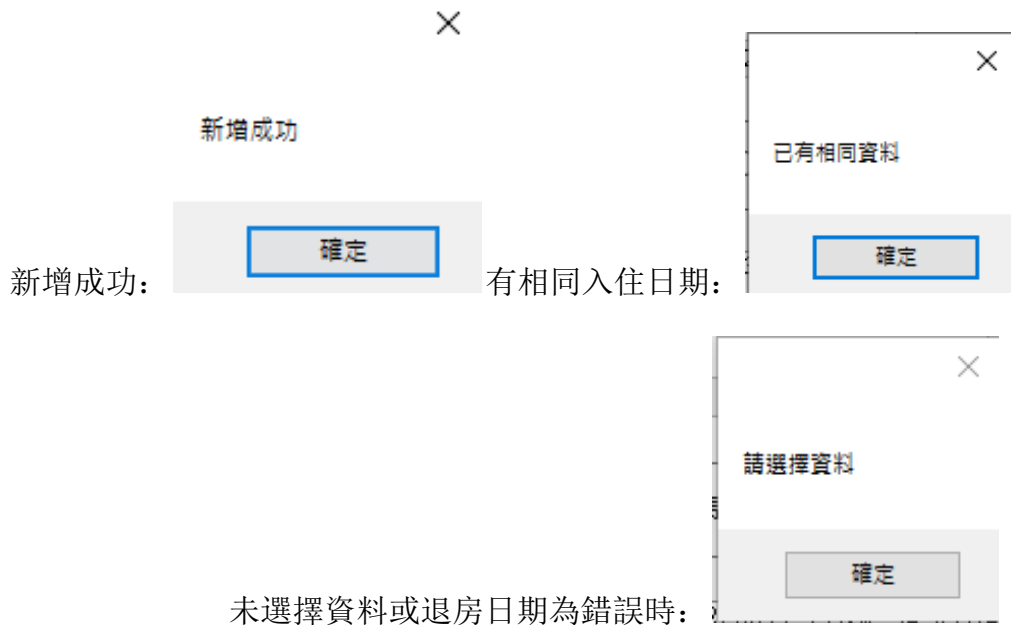 新增成功
確定
新增成功：
已有相同資料
確定
有相同入住日期：
請選擇資料
確定
未選擇資料或退房日期為錯誤時：